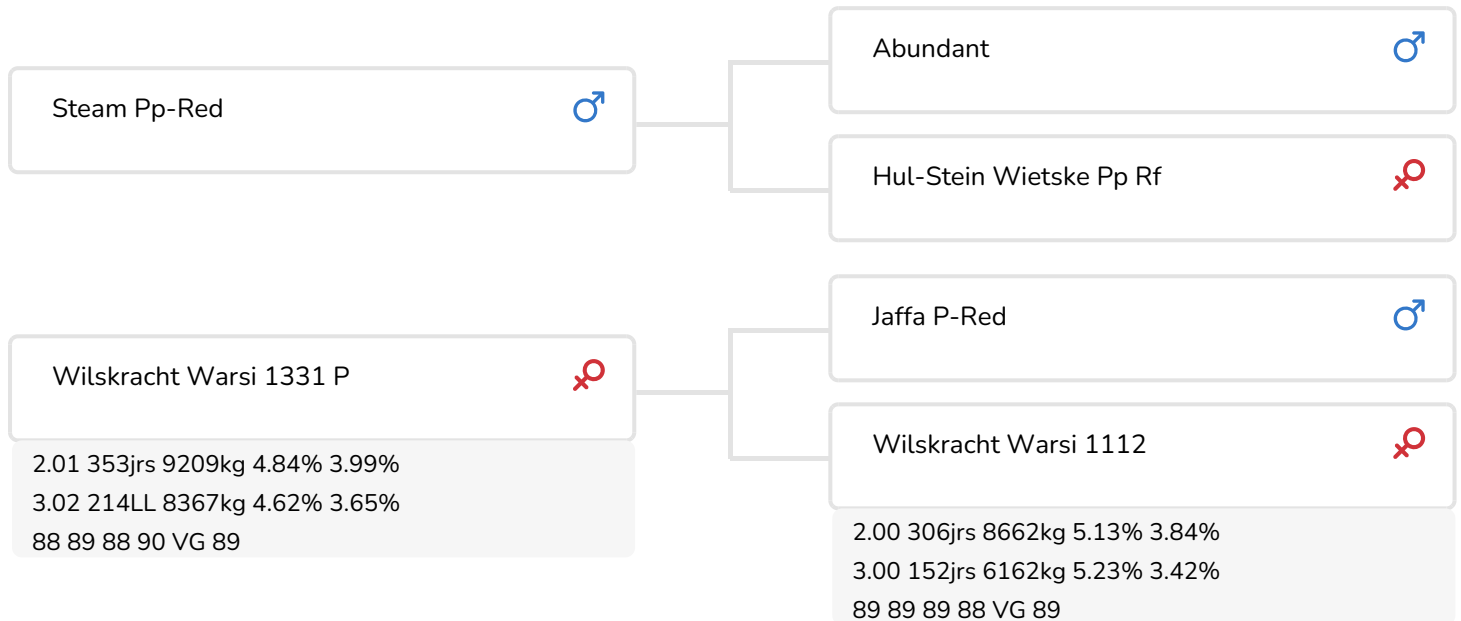 Steam Pp-Red
Abundant
Hul-Stein Wietske Pp Rf
Wilskracht Warsi 1331 P
2.01 353jrs 9209kg 4.84% 3.99%
3.02 214LL 8367kg 4.62% 3.65%
88 89 88 90 VG 89
Jaffa P-Red
Wilskracht Warsi 1112
2.00 306jrs 8662kg 5.13% 3.84%
3.00 152jrs 6162kg 5.23% 3.42%
89 89 89 88 VG 89